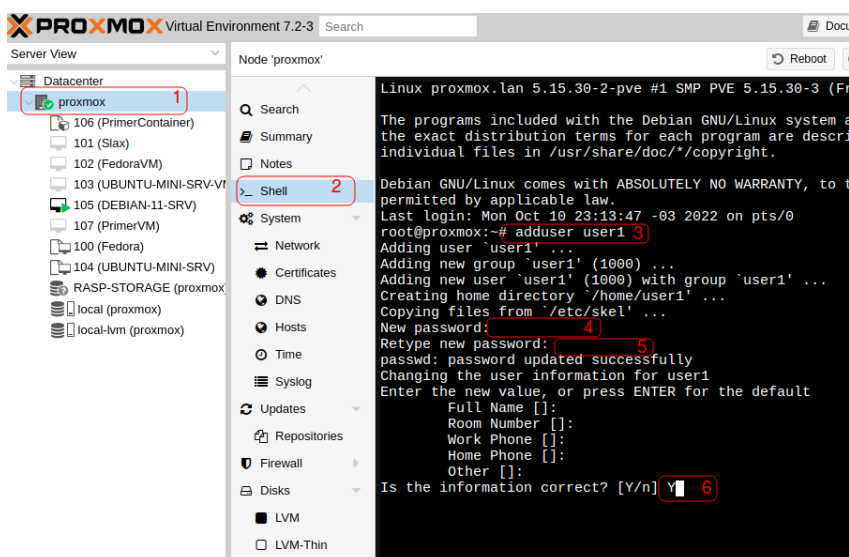 PROXMOX Virtual Environment 7.2-3 Search Docu
Server View
Datacenter
proxmox 1
106 (PrimerContainer)
101 (Slax)
102 (FedoraVM)
103 (UBUNTU-MINI-SRV-VM
105 (DEBIAN-11-SRV)
107 (PrimerVM)
100 (Fedora)
104 (UBUNTU-MINI-SRV)
RASP-STORAGE (proxmox
local (proxmox)
local-lvm (proxmox)
Node 'proxmox' Reboot
Search
Summary
Notes
>_ Shell 2
System
Network
Certificates
DNS
Hosts
Time
Syslog
Updates
Repositories
Firewall
Disks
LVM
LVM-Thin
Linux proxmox.lan 5.15.30-2-pve #1 SMP PVE 5.15.30-3 (Fr
The programs included with the Debian GNU/Linux system a
the exact distribution terms for each program are descri
individual files in /usr/share/doc/*/copyright.
Debian GNU/Linux comes with ABSOLUTELY NO WARRANTY, to t
permitted by applicable law.
Last login: Mon Oct 10 23:13:47 -03 2022 on pts/0
root@proxmox:~# adduser user1 3
Adding user `user1' ...
Adding new group `user1' (1000) ...
Adding new user `user1' (1000) with group `user1' ...
Creating home directory `/home/user1' ...
Copying files from `/etc/skel' ...
New password: 4
Retype new password: 5
passwd: password updated successfully
Changing the user information for user1
Enter the new value, or press ENTER for the default
Full Name []:
Room Number []:
Work Phone []:
Home Phone []:
Other []:
Is the information correct? [Y/n] Y 6